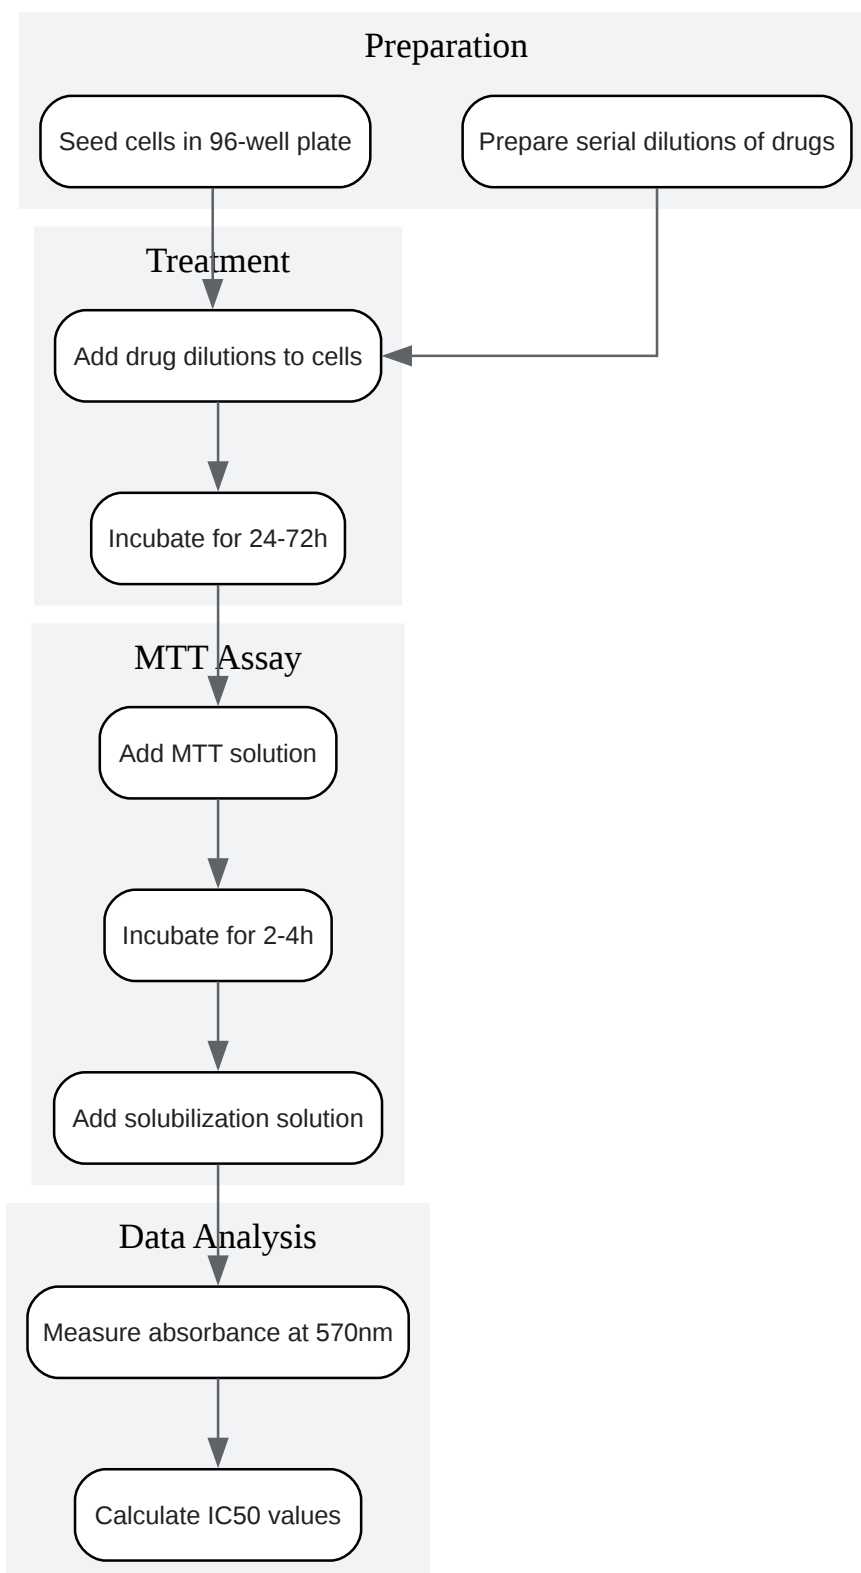 Preparation
Seed cells in 96-well plate
Prepare serial dilutions of drugs
Treatment
Add drug dilutions to cells
Incubate for 24-72h
MTT Assay
Add MTT solution
Incubate for 2-4h
Add solubilization solution
Data Analysis
Measure absorbance at 570nm
Calculate IC50 values